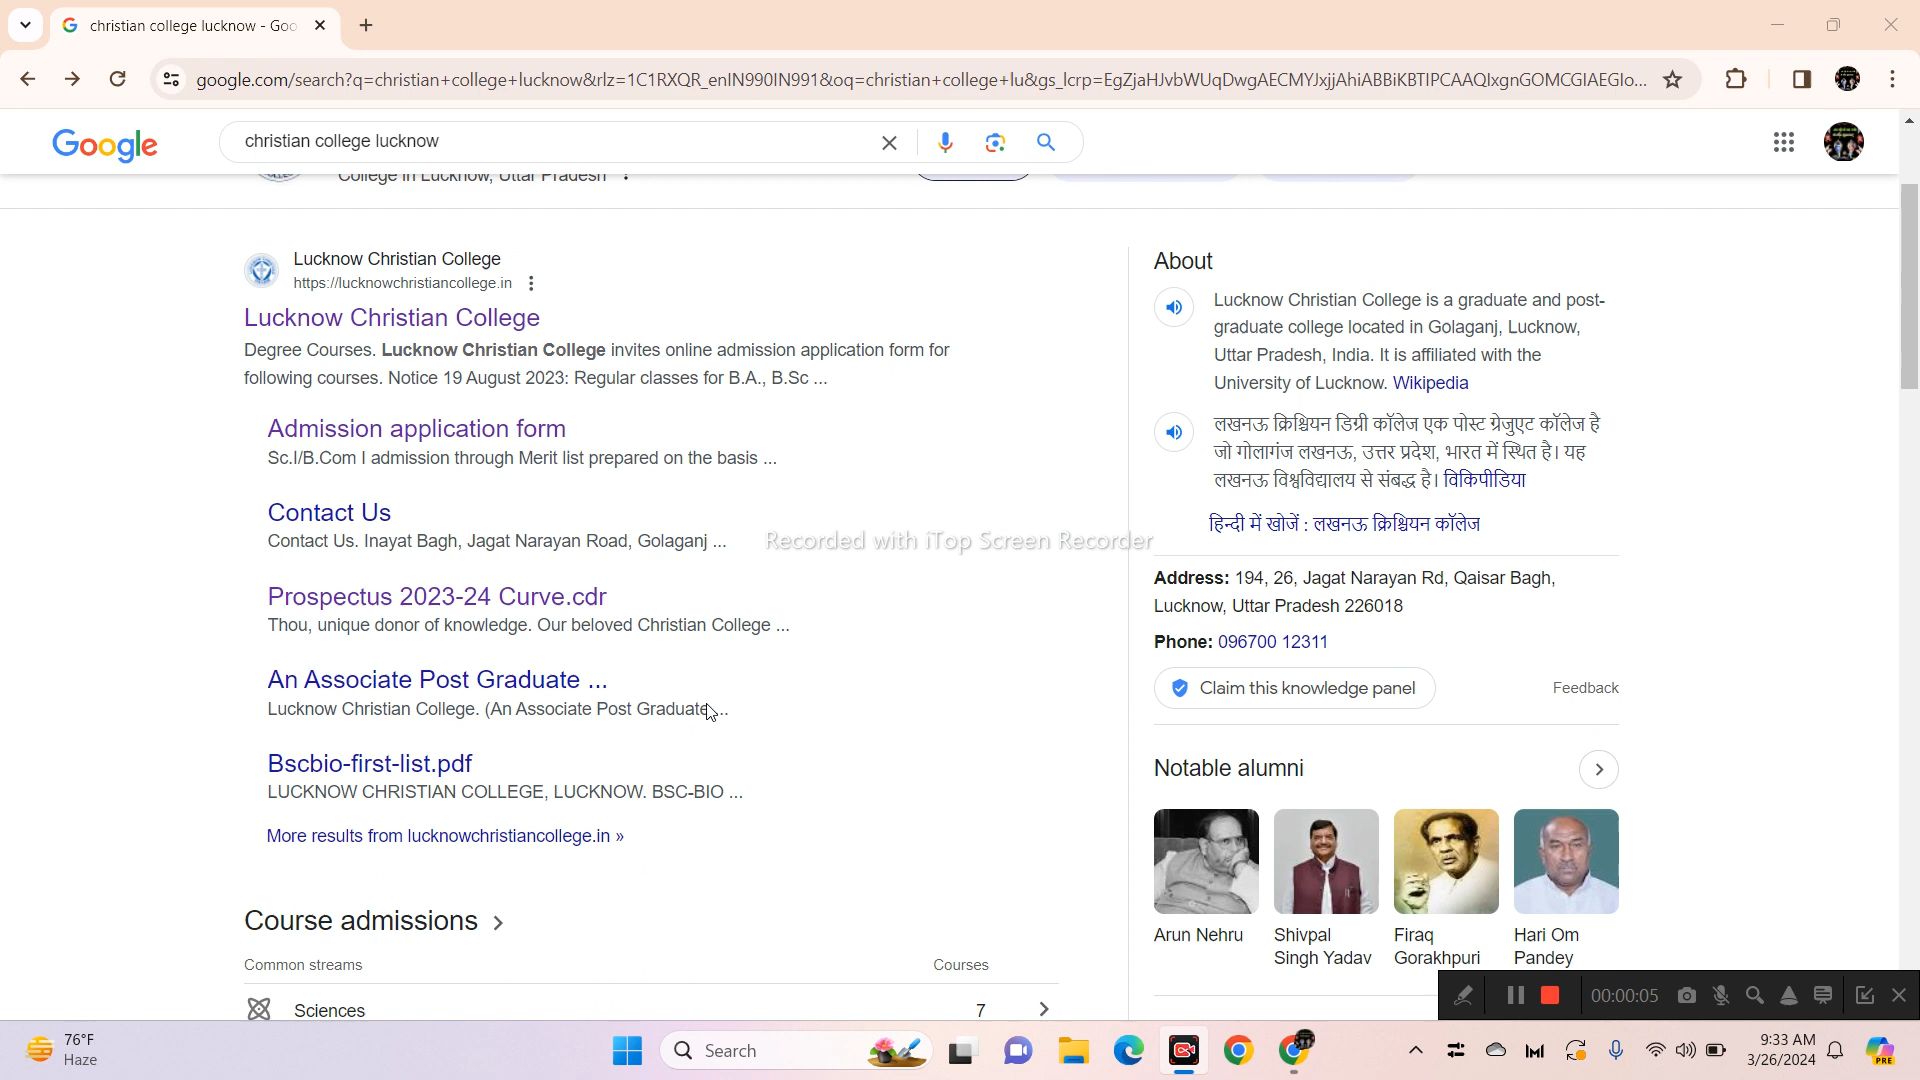 christian college lucknow - Goo
google.com/search?q=christian+college+lucknow&rlz=1C1RXQR_enIN990IN991&oq=christian+college+lu&gs_lcrp=EgZjaHJvbWUqDwgAECMYJxjjAhiABBiKBTIPCAAQIxgnGOMCGIAEGIo...
Google
christian college lucknow
College in Lucknow, Uttar Pradesh
Lucknow Christian College
https://lucknowchristiancollege.in
Lucknow Christian College
Degree Courses. Lucknow Christian College invites online admission application form for
following courses. Notice 19 August 2023: Regular classes for B.A., B.Sc ...
Admission application form
Sc.I/B.Com I admission through Merit list prepared on the basis ...
Contact Us
Contact Us. Inayat Bagh, Jagat Narayan Road, Golaganj ...
Prospectus 2023-24 Curve.cdr
Thou, unique donor of knowledge. Our beloved Christian College ...
An Associate Post Graduate ...
Lucknow Christian College. (An Associate Post Graduate ...
Bscbio-first-list.pdf
LUCKNOW CHRISTIAN COLLEGE, LUCKNOW. BSC-BIO ...
More results from lucknowchristiancollege.in »
Course admissions
Common streams Courses
Sciences 7
About
Lucknow Christian College is a graduate and post-
graduate college located in Golaganj, Lucknow,
Uttar Pradesh, India. It is affiliated with the
University of Lucknow. Wikipedia
लखनऊ क्रिश्चियन डिग्री कॉलेज एक पोस्ट ग्रेजुएट कॉलेज है
जो गोलागंज लखनऊ, उत्तर प्रदेश, भारत में स्थित है। यह
लखनऊ विश्वविद्यालय से संबद्ध है। विकिपीडिया
हिन्दी में खोजें : लखनऊ क्रिश्चियन कॉलेज
Recorded with iTop Screen Recorder
Address: 194, 26, Jagat Narayan Rd, Qaisar Bagh,
Lucknow, Uttar Pradesh 226018
Phone: 096700 12311
Claim this knowledge panel
Feedback
Notable alumni
Arun Nehru
Shivpal
Singh Yadav
Firaq
Gorakhpuri
Hari Om
Pandey
00:00:05
76°F
Haze
Search
9:33 AM
3/26/2024
PRE